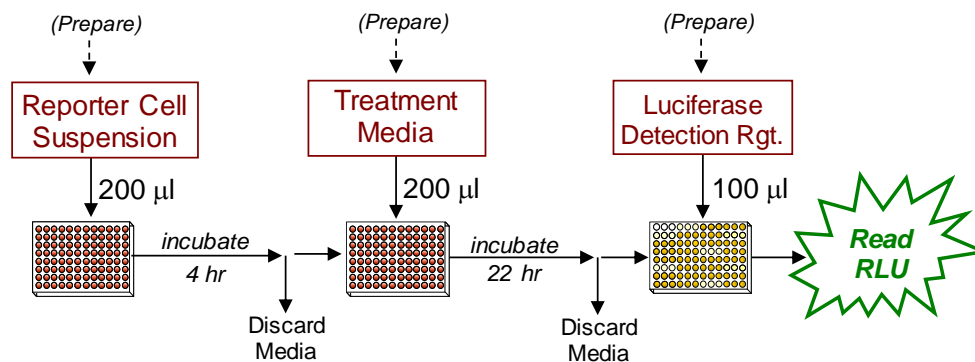 (Prepare)
(Prepare)
(Prepare)
Reporter Cell
Suspension
Treatment
Media
Luciferase
Detection Rgt.
200 µl
200 µl
100 µl
incubate
4 hr
incubate
22 hr
Read
RLU
Discard
Media
Discard
Media